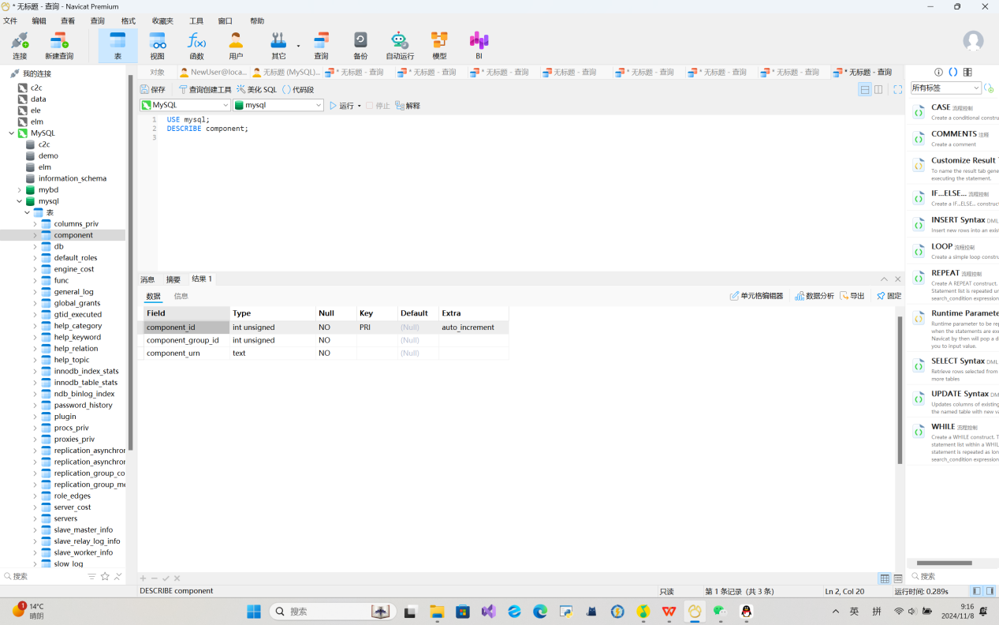 * 无标题 - 查询 - Navicat Premium
文件 编辑 查看 查询 格式 收藏夹 工具 窗口 帮助
连接 新建查询 表 视图 函数 用户 其它 查询 备份 自动运行 模型 BI
我的连接
c2c
data
ele
elm
MySQL
c2c
demo
elm
information_schema
mybd
mysql
表
columns_priv
component
db
default_roles
engine_cost
func
general_log
global_grants
gtid_executed
help_category
help_keyword
help_relation
help_topic
innodb_index_stats
innodb_table_stats
ndb_binlog_index
password_history
plugin
procs_priv
proxies_priv
replication_asynchror
replication_asynchror
replication_group_co
replication_group_me
role_edges
server_cost
servers
slave_master_info
slave_relay_log_info
slave_worker_info
slow_log
搜索
对象 NewUser@loca... 无标题 (MySQL)... * 无标题 - 查询 * 无标题 - 查询 * 无标题 - 查询 无标题 - 查询 * 无标题 - 查询 * 无标题 - 查询 * 无标题 - 查询 * 无标题 - 查询
保存 查询创建工具 美化 SQL () 代码段
MySQL mysql 运行 停止 解释
1 USE mysql;
2 DESCRIBE component;
3
消息 摘要 结果 1
数据 信息 单元格编辑器 数据分析 导出 固定
Field Type Null Key Default Extra
component_id int unsigned NO PRI (Null) auto_increment
component_group_id int unsigned NO (Null)
component_urn text NO (Null)
DESCRIBE component 只读 第 1 条记录 (共 3 条) Ln 2, Col 20 运行时间: 0.289s
所有标签
CASE 流程控制
Create a conditional constru
COMMENTS 注释
Create a comment
Customize Result T
To name the result tab gene
executing the statement.
IF...ELSE... 流程控制
Create a IF...ELSE... construct
INSERT Syntax DML
Insert new rows into an exis
LOOP 流程控制
Create a simple loop constru
REPEAT 流程控制
Create A REPEAT construct.
Statement list is repeated un
search_condition expression
Runtime Paramete
Runtime parameter to be rep
when the statements are exe
Navicat by then will pop a d
you to input value.
SELECT Syntax DML
Retrieve rows selected from
more tables
UPDATE Syntax DM
Updates columns of existing
the named table with new va
WHILE 流程控制
Create a WHILE construct. T
statement list within a WHIL
statement is repeated as lon
search_condition expression
搜索
1
14°C
晴朗
搜索
英 拼
9:16
2024/11/8